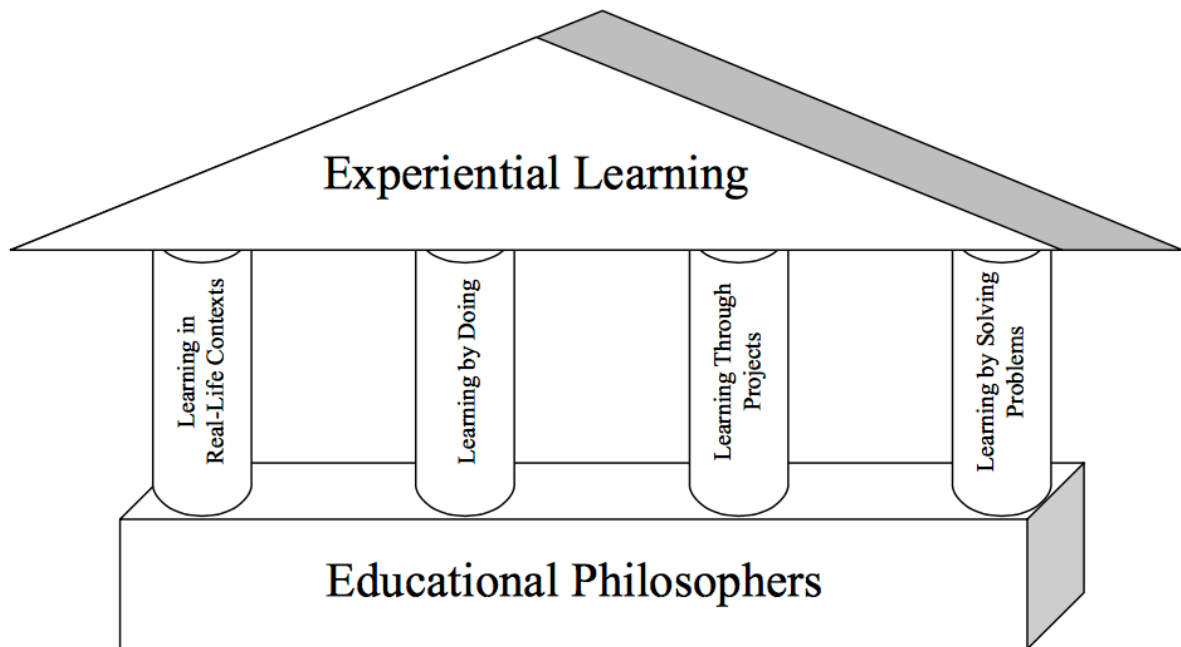 Experiential Learning
Learning in
Real-Life Contexts
Learning by Doing
Learning Through
Projects
Learning by Solving
Problems
Educational Philosophers